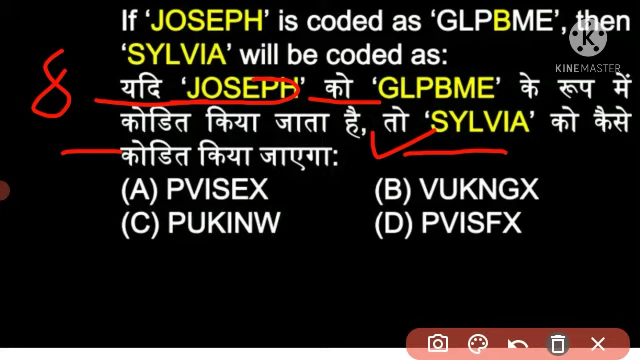 If ‘JOSEPH’ is coded as ‘GLPBME’, then
‘SYLVIA’ will be coded as:
8
यदि ‘JOSEPH’ को ‘GLPBME’ के रूप में
कोडित किया जाता है, तो ‘SYLVIA’ को कैसे
कोडित किया जाएगा:
(A) PVISEX (B) VUKNGX
(C) PUKINW (D) PVISFX
KINEMASTER